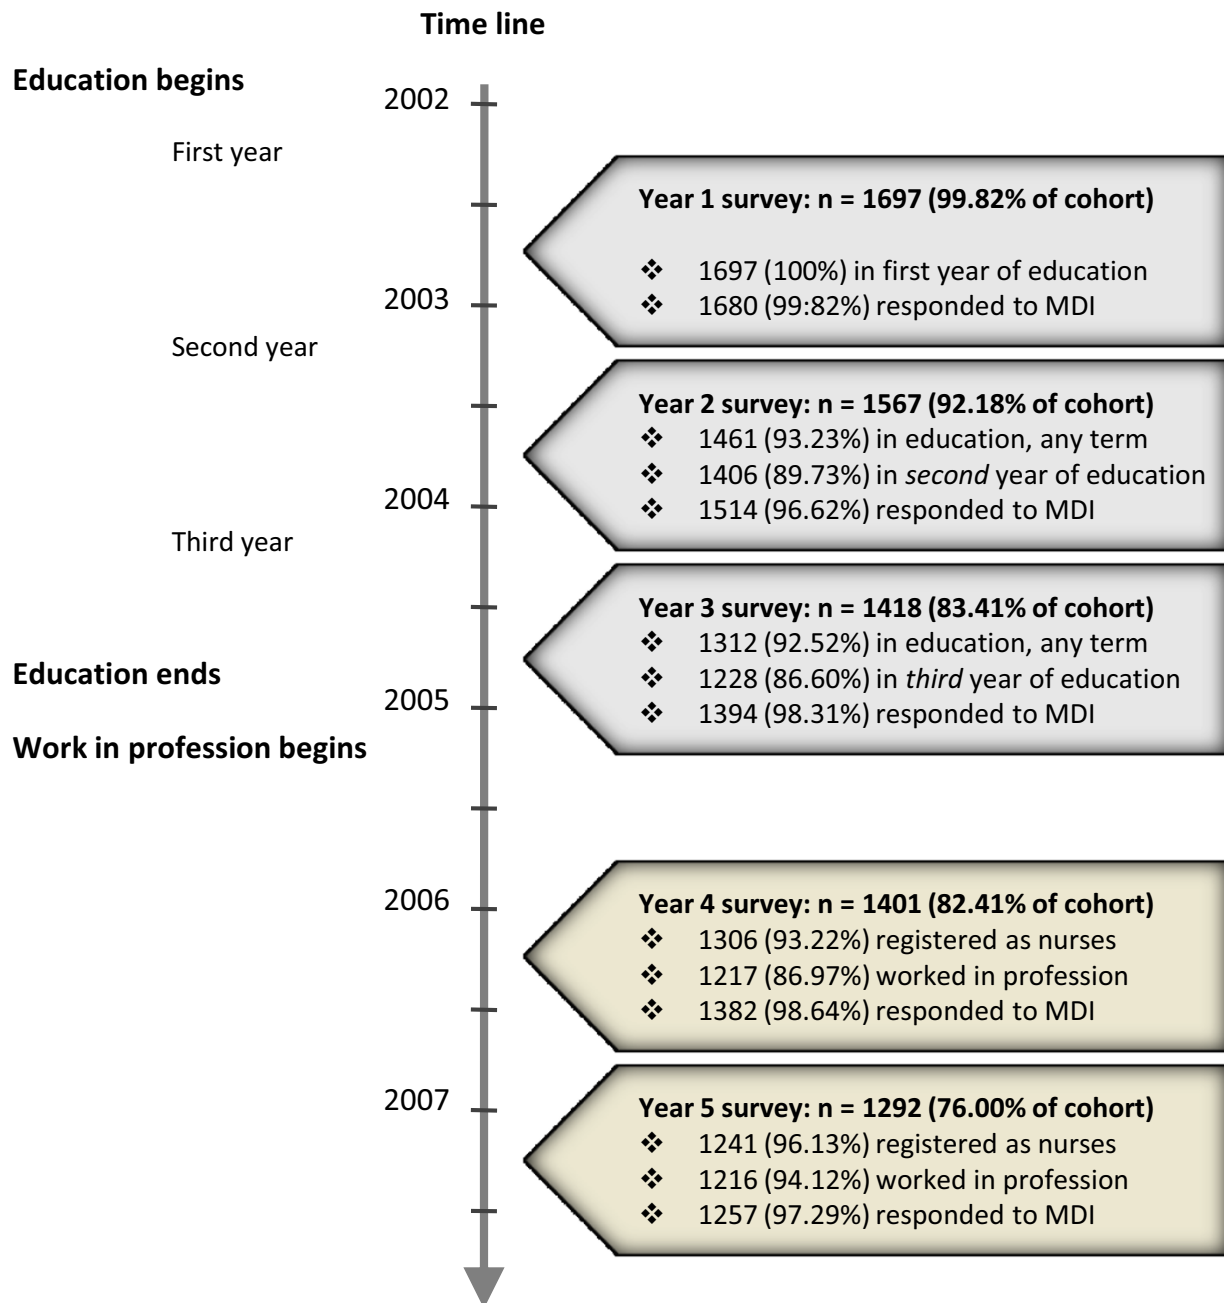 Time line
Education begins
2002
First year
Year 1 survey: n = 1697 (99.82% of cohort)
❖ 1697 (100%) in first year of education
❖ 1680 (99:82%) responded to MDI
2003
Second year
Year 2 survey: n = 1567 (92.18% of cohort)
❖ 1461 (93.23%) in education, any term
❖ 1406 (89.73%) in second year of education
❖ 1514 (96.62%) responded to MDI
2004
Third year
Year 3 survey: n = 1418 (83.41% of cohort)
❖ 1312 (92.52%) in education, any term
❖ 1228 (86.60%) in third year of education
❖ 1394 (98.31%) responded to MDI
Education ends
2005
Work in profession begins
2006
Year 4 survey: n = 1401 (82.41% of cohort)
❖ 1306 (93.22%) registered as nurses
❖ 1217 (86.97%) worked in profession
❖ 1382 (98.64%) responded to MDI
2007
Year 5 survey: n = 1292 (76.00% of cohort)
❖ 1241 (96.13%) registered as nurses
❖ 1216 (94.12%) worked in profession
❖ 1257 (97.29%) responded to MDI